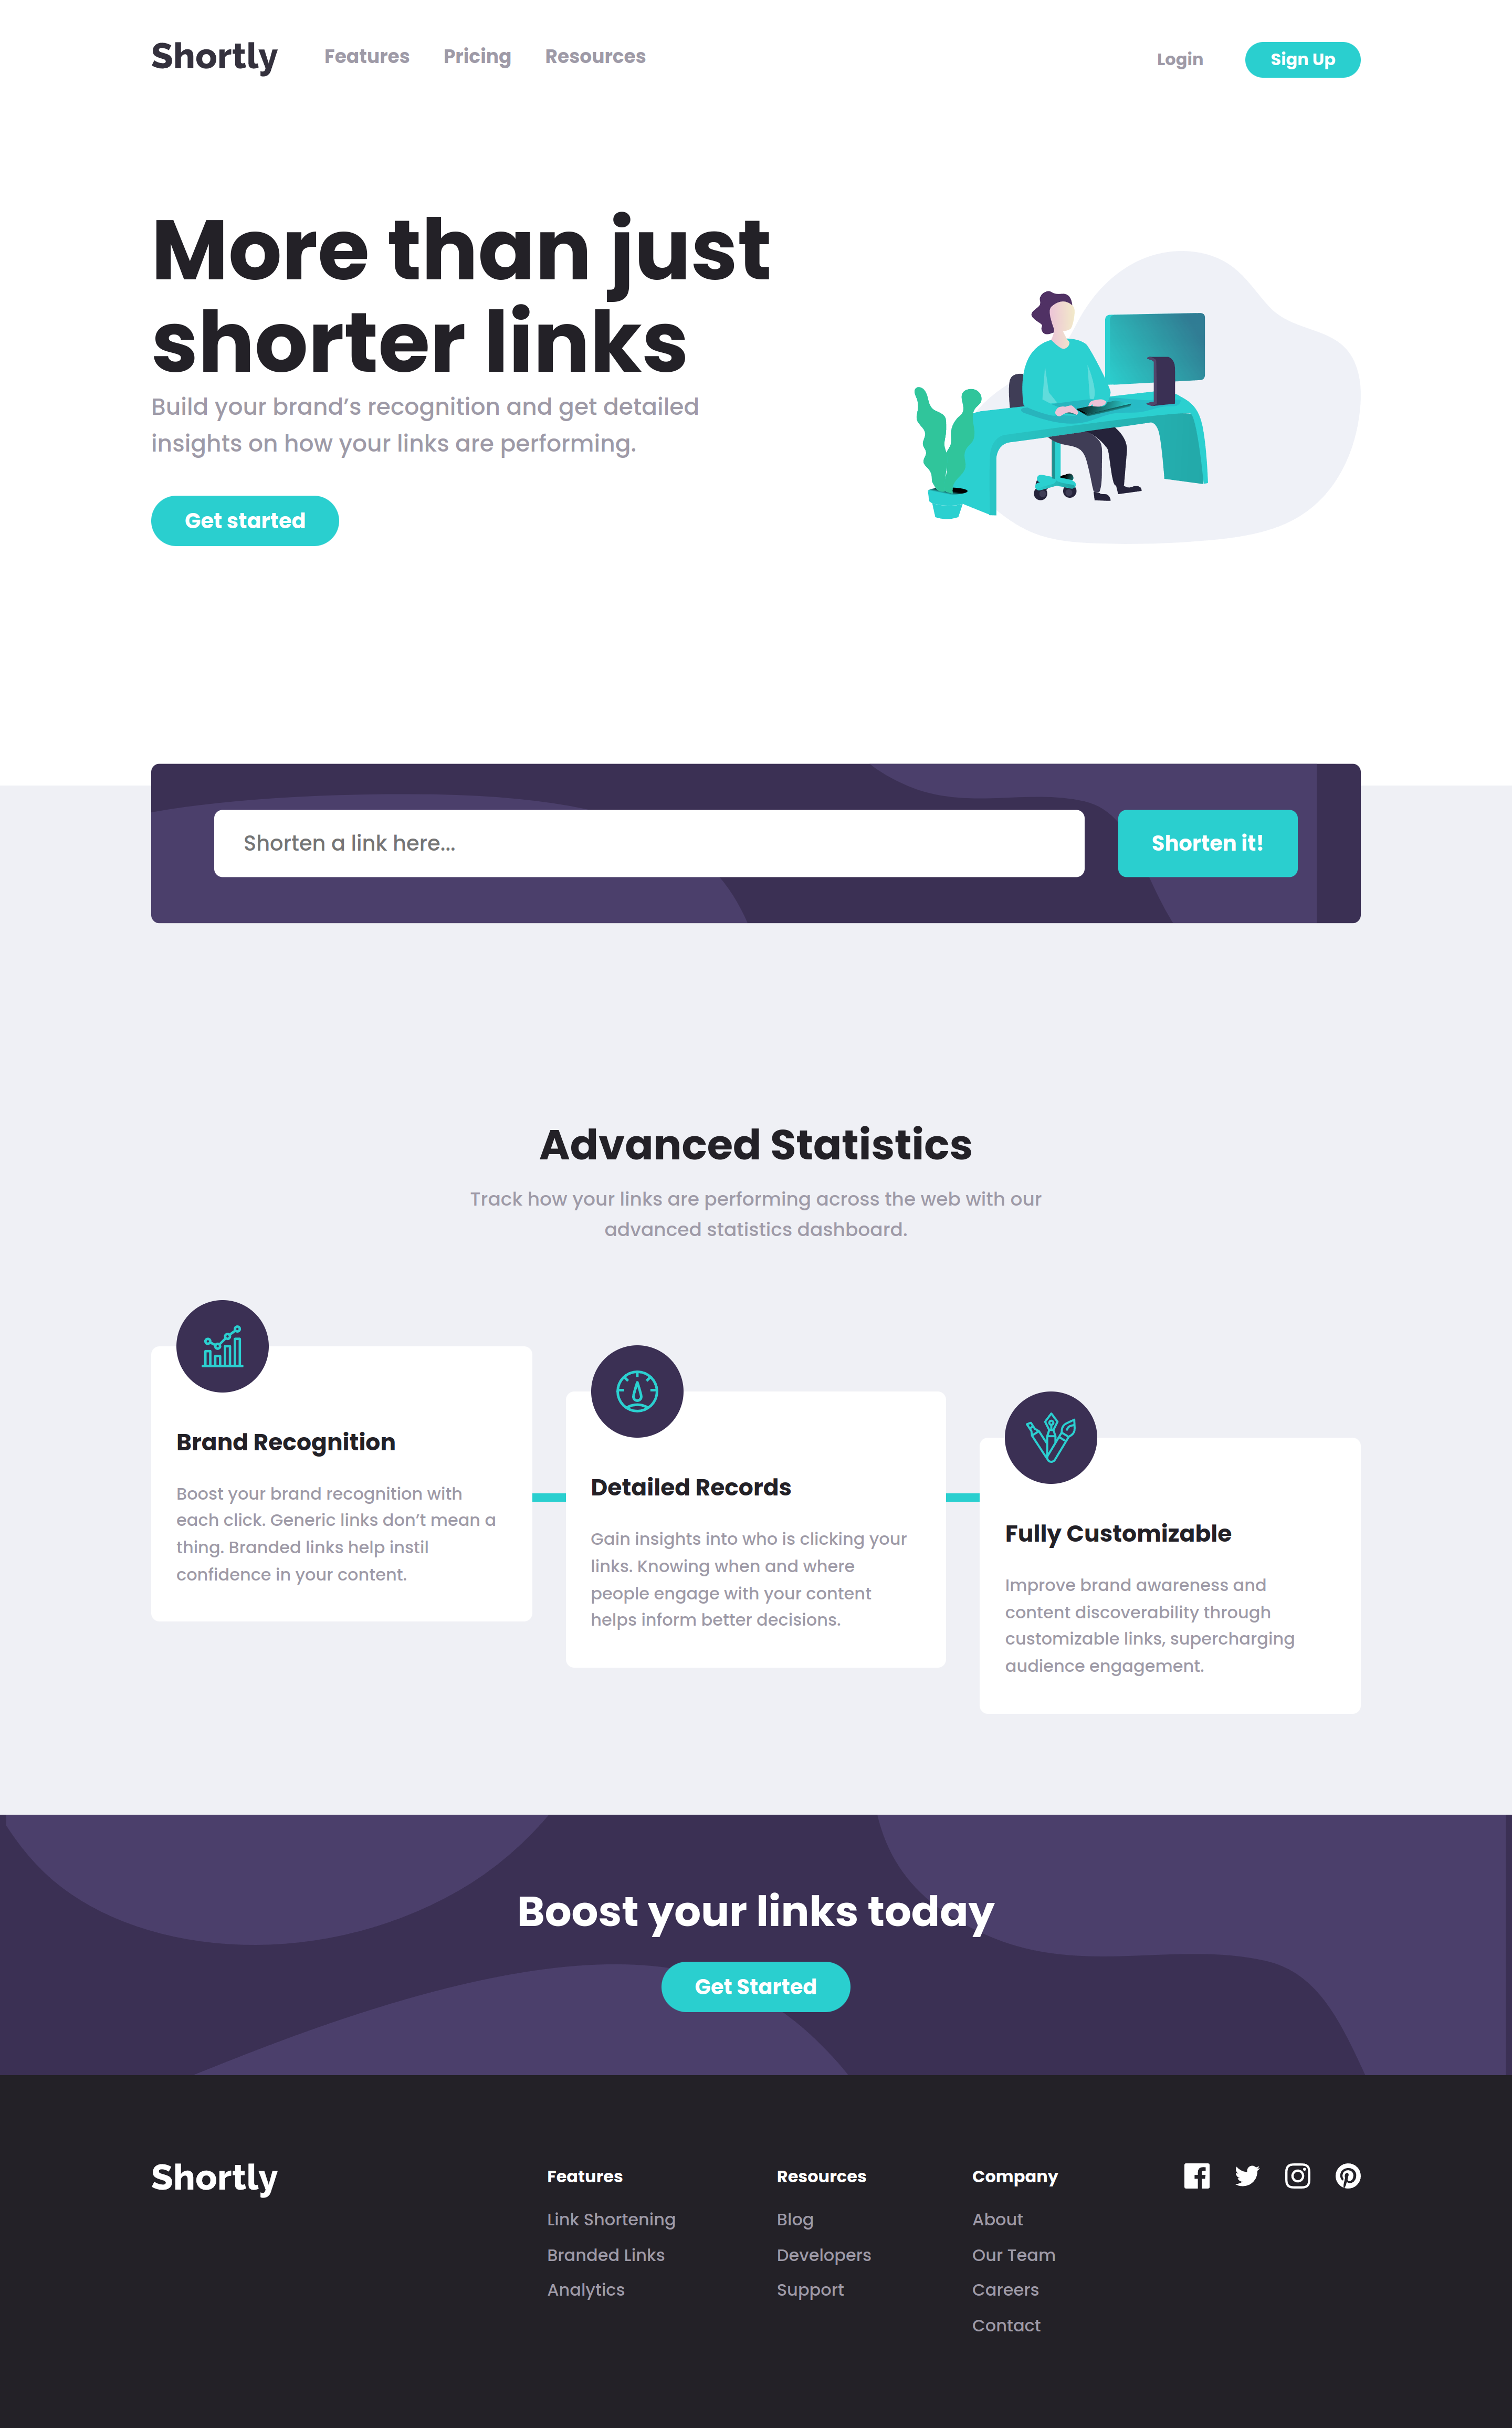 Shortly
Features
Pricing
Resources
Login
Sign Up
More than just
shorter links
Build your brand’s recognition and get detailed
insights on how your links are performing.
Get started
Shorten a link here...
Shorten it!
Advanced Statistics
Track how your links are performing across the web with our
advanced statistics dashboard.
Brand Recognition
Boost your brand recognition with
each click. Generic links don’t mean a
thing. Branded links help instil
confidence in your content.
Detailed Records
Gain insights into who is clicking your
links. Knowing when and where
people engage with your content
helps inform better decisions.
Fully Customizable
Improve brand awareness and
content discoverability through
customizable links, supercharging
audience engagement.
Boost your links today
Get Started
Shortly
Features
Link Shortening
Branded Links
Analytics
Resources
Blog
Developers
Support
Company
About
Our Team
Careers
Contact